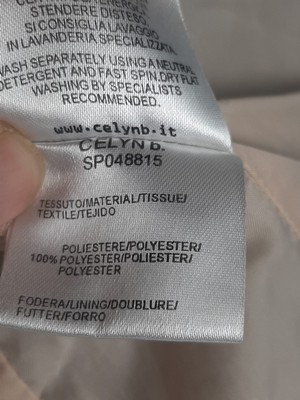 STENDERE DISTESO.
SI CONSIGLIA LAVAGGIO
IN LAVANDERIA SPECIALIZZATA.
WASH SEPARATELY USING A NEUTRAL
DETERGENT AND FAST SPIN.DRY FLAT
WASHING BY SPECIALISTS
RECOMMENDED.
www.celynb.it
CELYN B.
SP048815
TESSUTO/MATERIAL/TISSUE/
TEXTILE/TEJIDO
POLIESTERE/POLYESTER/
100% POLYESTER/POLIESTER/
POLYESTER
FODERA/LINING/DOUBLURE/
FUTTER/FORRO